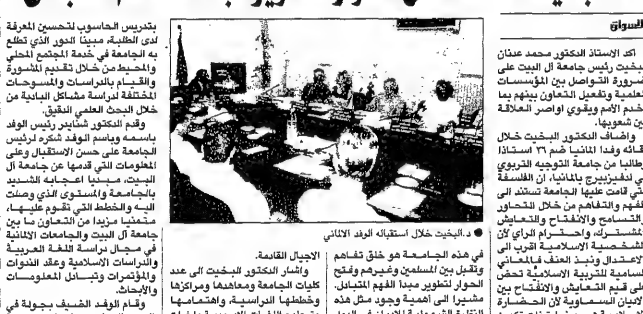 السواق
اكد الاستاذ الدكتور محمد عدنان
البخيت رئيس جامعة آل البيت على
ضرورة التواصل بين المؤسسات
العلمية وتفعيل التعاون بينهم بما
يخدم الامم ويقوي اواصر العلاقة
بين شعوبها.
واضاف الدكتور البخيت خلال
لقائه وفدا المانيا ضم ٣٦ استاذا
وطالبا من جامعة التوجيه التربوي
في لدفيزبيرج بالمانيا، ان الفلسفة
التي قامت عليها الجامعة تستند الى
الفهم والتفاهم من خلال التحاور
والتسامح والانفتاح والتعايش
المشترك، واحترام الراي لأن
الشخصية الاسلامية اقرب الى
الاعتدال ونبذ العنف فالمعاني
السامية للتربية الاسلامية تحض
على قيم التعايش والانفتاح بين
الأديان السماوية لأن الحضارة
● د.البخيت خلال استقباله الوفد الالماني
في هذه الجامعة هو خلق تفاهم
وتقبل بين المسلمين وغيرهم وفتح
الحوار لتطوير مبدأ الفهم المتبادل.
مشيرا الى أهمية وجود مثل هذه
الاجيال القادمة.
واشار الدكتور البخيت الى عدد
كليات الجامعة ومعاهدها ومراكزها
وخططها الدراسية، واهتمامها
بتدريس الحاسوب لتحسين المعرفة
لدى الطلبة، مبينا الدور الذي تطلع
به الجامعة في خدمة المجتمع المحلي
والمحيط من خلال تقديم المشورة
والقيام بالدراسات والمسوحات
المختلفة لدراسة مشاكل البادية من
خلال البحث العلمي الدقيق.
وقدم الدكتور شنايدر رئيس الوفد
باسمه وباسم الوفد شكره لرئيس
الجامعة على حسن الاستقبال وعلى
المعلومات التي قدمها عن جامعة آل
البيت، مبديا اعجابه الشديد
بالجامعة والمستوى الذي وصلت
اليه والخطط التي تقوم عليها،
متمنيا مزيدا من التعاون ما بين
جامعة آل البيت والجامعات الالمانية
في مجال دراسة اللغة العربية
والدراسات الاسلامية وعقد الندوات
والمؤتمرات وتبادل المعلومات
والأبحاث.
وقام الوفد الضيف بجولة في